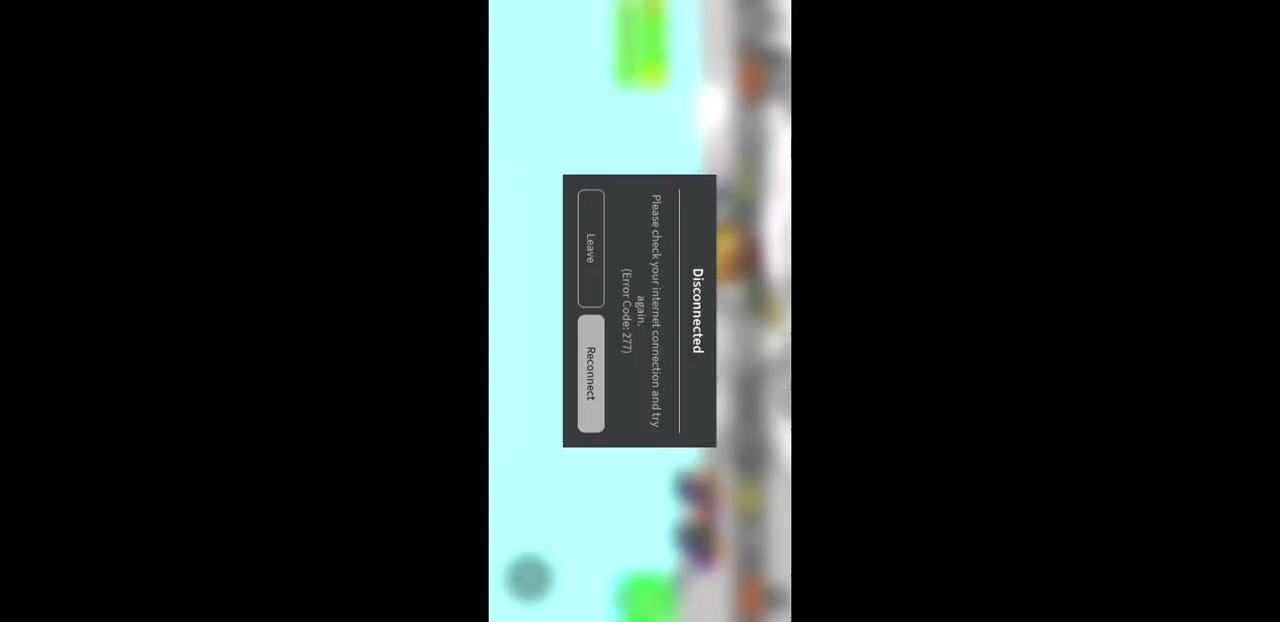 Disconnected
Please check your internet connection and try
again.
(Error Code: 277)
Leave
Reconnect